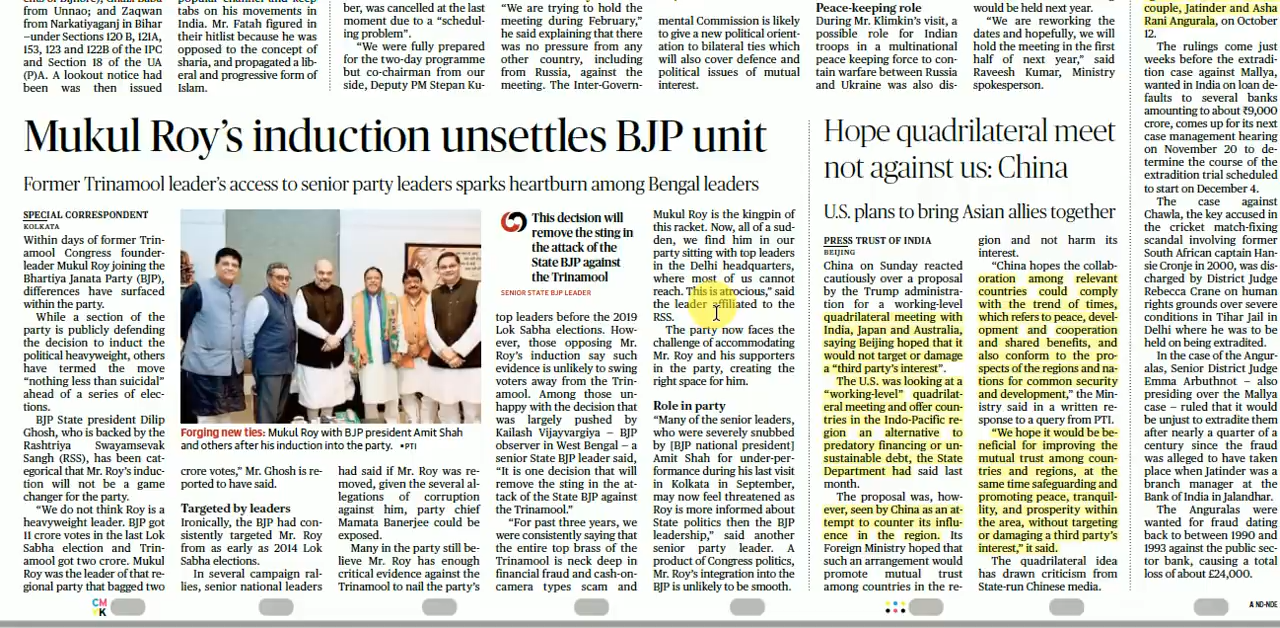 from Unnao; and Zaqwan
from Narkatiyaganj in Bihar
–under Sections 120 B, 121A,
153, 123 and 122B of the IPC
and Section 18 of the UA
(P)A. A lookout notice had
been was then issued
tabs on his movements in
India. Mr. Fatah figured in
their hitlist because he was
opposed to the concept of
sharia, and propagated a lib-
eral and progressive form of
Islam.
ber, was cancelled at the last
moment due to a “schedul-
ing problem”.
“We were fully prepared
for the two-day programme
but co-chairman from our
side, Deputy PM Stepan Ku-
“We are trying to hold the
meeting during February,”
he said explaining that there
was no pressure from any
other country, including
from Russia, against the
meeting. The Inter-Govern-
mental Commission is likely
to give a new political orient-
ation to bilateral ties which
will also cover defence and
political issues of mutual
interest.
Peace-keeping role
During Mr. Klimkin’s visit, a
possible role for Indian
troops in a multinational
peace keeping force to con-
tain warfare between Russia
and Ukraine was also dis-
would be held next year.
“We are reworking the
dates and hopefully, we will
hold the meeting in the first
half of next year,” said
Raveesh Kumar, Ministry
spokesperson.
Mukul Roy’s induction unsettles BJP unit
Former Trinamool leader’s access to senior party leaders sparks heartburn among Bengal leaders
SPECIAL CORRESPONDENT
KOLKATA
Within days of former Trin-
amool Congress founder-
leader Mukul Roy joining the
Bhartiya Janata Party (BJP),
differences have surfaced
within the party.
While a section of the
party is publicly defending
the decision to induct the
political heavyweight, others
have termed the move
“nothing less than suicidal”
ahead of a series of elec-
tions.
BJP State president Dilip
Ghosh, who is backed by the
Rashtriya Swayamsevak
Sangh (RSS), has been cat-
egorical that Mr. Roy’s induc-
tion will not be a game
changer for the party.
“We do not think Roy is a
heavyweight leader. BJP got
11 crore votes in the last Lok
Sabha election and Trin-
amool got two crore. Mukul
Roy was the leader of that re-
gional party that bagged two
Forging new ties: Mukul Roy with BJP president Amit Shah
and others after his induction into the party. •PTI
crore votes,” Mr. Ghosh is re-
ported to have said.
Targeted by leaders
Ironically, the BJP had con-
sistently targeted Mr. Roy
from as early as 2014 Lok
Sabha elections.
In several campaign ral-
lies, senior national leaders
had said if Mr. Roy was re-
moved, given the several al-
legations of corruption
against him, party chief
Mamata Banerjee could be
exposed.
Many in the party still be-
lieve Mr. Roy has enough
critical evidence against the
Trinamool to nail the party’s
This decision will
remove the sting in
the attack of the
State BJP against
the Trinamool
SENIOR STATE BJP LEADER
top leaders before the 2019
Lok Sabha elections. How-
ever, those opposing Mr.
Roy’s induction say such
evidence is unlikely to swing
voters away from the Trin-
amool. Among those un-
happy with the decision that
was largely pushed by
Kailash Vijayvargiya – BJP
observer in West Bengal – a
senior State BJP leader said,
“It is one decision that will
remove the sting in the at-
tack of the State BJP against
the Trinamool.”
“For past three years, we
were consistently saying that
the entire top brass of the
Trinamool is neck deep in
financial fraud and cash-on-
camera types scam and
Mukul Roy is the kingpin of
this racket. Now, all of a sud-
den, we find him in our
party sitting with top leaders
in the Delhi headquarters,
where most of us cannot
reach. This is atrocious,” said
the leader affiliated to the
RSS.
The party now faces the
challenge of accommodating
Mr. Roy and his supporters
in the party, creating the
right space for him.
Role in party
“Many of the senior leaders,
who were severely snubbed
by [BJP national president]
Amit Shah for under-per-
formance during his last visit
in Kolkata in September,
may now feel threatened as
Roy is more informed about
State politics then the BJP
leadership,” said another
senior party leader. A
product of Congress politics,
Mr. Roy’s integration into the
BJP is unlikely to be smooth.
Hope quadrilateral meet
not against us: China
U.S. plans to bring Asian allies together
PRESS TRUST OF INDIA
BEIJING
China on Sunday reacted
cautiously over a proposal
by the Trump administra-
tion for a working-level
quadrilateral meeting with
India, Japan and Australia,
saying Beijing hoped that it
would not target or damage
a “third party’s interest”.
The U.S. was looking at a
“working-level” quadrilat-
eral meeting and offer coun-
tries in the Indo-Pacific re-
gion an alternative to
predatory financing or un-
sustainable debt, the State
Department had said last
month.
The proposal was, how-
ever, seen by China as an at-
tempt to counter its influ-
ence in the region. Its
Foreign Ministry hoped that
such an arrangement would
promote mutual trust
among countries in the re-
gion and not harm its
interest.
“China hopes the collab-
oration among relevant
countries could comply
with the trend of times,
which refers to peace, devel-
opment and cooperation
and shared benefits, and
also conform to the pro-
spects of the regions and na-
tions for common security
and development,” the Min-
istry said in a written re-
sponse to a query from PTI.
“We hope it would be be-
neficial for improving the
mutual trust among coun-
tries and regions, at the
same time safeguarding and
promoting peace, tranquil-
lity, and prosperity within
the area, without targeting
or damaging a third party’s
interest,” it said.
The quadrilateral idea
has drawn criticism from
State-run Chinese media.
couple, Jatinder and Asha
Rani Angurala, on October
12.
The rulings come just
weeks before the extradi-
tion case against Mallya,
wanted in India on loan de-
faults to several banks
amounting to about ₹9,000
crore, comes up for its next
case management hearing
on November 20 to de-
termine the course of the
extradition trial scheduled
to start on December 4.
The case against
Chawla, the key accused in
the cricket match-fixing
scandal involving former
South African captain Han-
sie Cronje in 2000, was dis-
charged by District Judge
Rebecca Crane on human
rights grounds over severe
conditions in Tihar Jail in
Delhi where he was to be
held on being extradited.
In the case of the Angur-
alas, Senior District Judge
Emma Arbuthnot – also
presiding over the Mallya
case – ruled that it would
be unjust to extradite them
after nearly a quarter of a
century since the fraud
was alleged to have taken
place when Jatinder was a
branch manager at the
Bank of India in Jalandhar.
The Anguralas were
wanted for fraud dating
back to between 1990 and
1993 against the public sec-
tor bank, causing a total
loss of about £24,000.
CM
YK
A ND-NDE